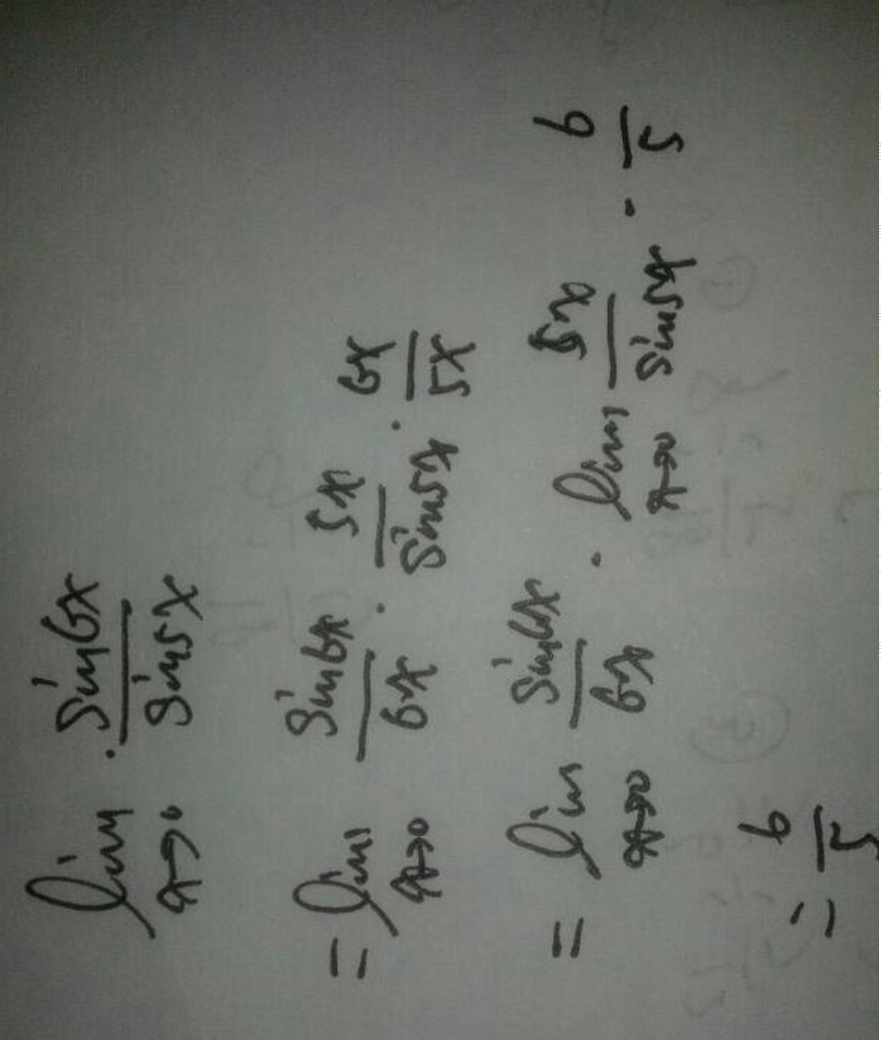 lim sin6x/sin5x x→0
= lim sin6x/6x · 5x/sin5x · 6x/5x x→0
= lim sin6x/6x · lim 5x/sin5x · 6/5 x→0 x→0
= 6/5